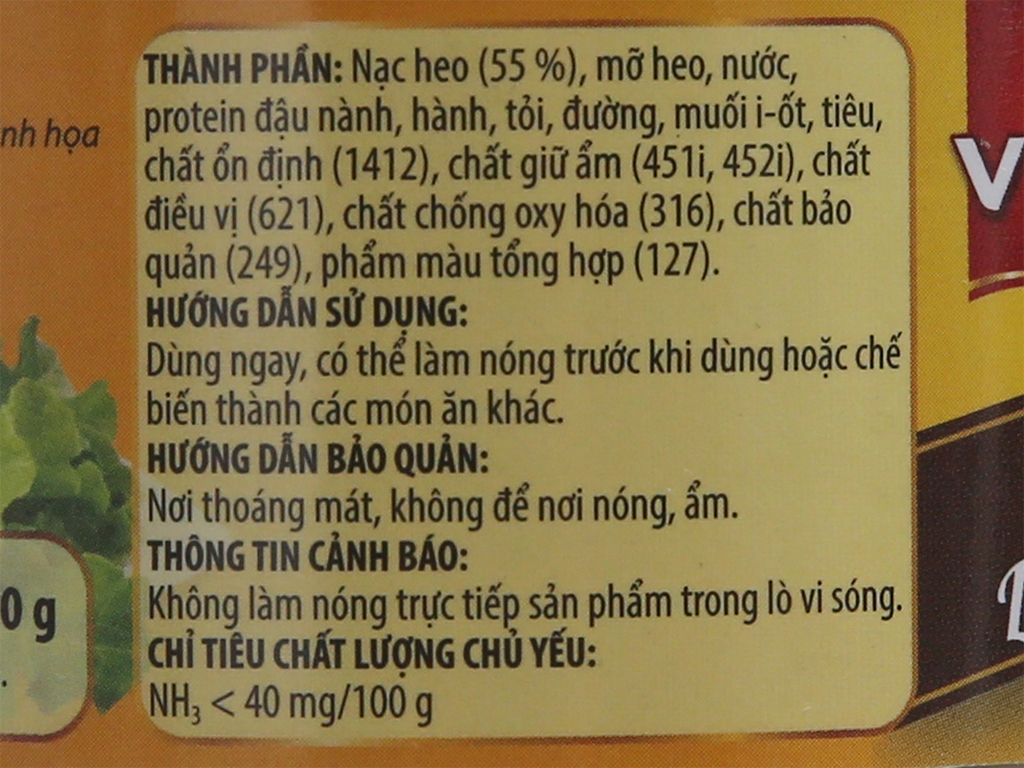 THÀNH PHẦN: Nạc heo (55 %), mỡ heo, nước,
protein đậu nành, hành, tỏi, đường, muối i-ốt, tiêu,
chất ổn định (1412), chất giữ ẩm (451i, 452i), chất
điều vị (621), chất chống oxy hóa (316), chất bảo
quản (249), phẩm màu tổng hợp (127).
HƯỚNG DẪN SỬ DỤNG:
Dùng ngay, có thể làm nóng trước khi dùng hoặc chế
biến thành các món ăn khác.
HƯỚNG DẪN BẢO QUẢN:
Nơi thoáng mát, không để nơi nóng, ẩm.
THÔNG TIN CẢNH BÁO:
Không làm nóng trực tiếp sản phẩm trong lò vi sóng.
CHỈ TIÊU CHẤT LƯỢNG CHỦ YẾU:
NH₃ < 40 mg/100 g
nh họa
0 g
V